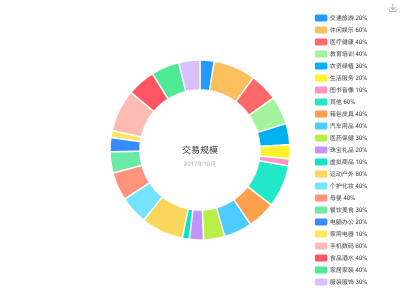 交易规模
2017年10月
交通旅游 20%
休闲娱乐 60%
医疗健康 40%
教育培训 40%
农资绿植 30%
生活服务 20%
图书音像 10%
其他 60%
箱包皮具 40%
汽车用品 40%
医药保健 30%
珠宝礼品 20%
虚拟商品 10%
运动户外 60%
个护化妆 40%
母婴 40%
餐饮美食 30%
电脑办公 20%
家用电器 10%
手机数码 60%
食品酒水 40%
家居家装 40%
服装服饰 30%